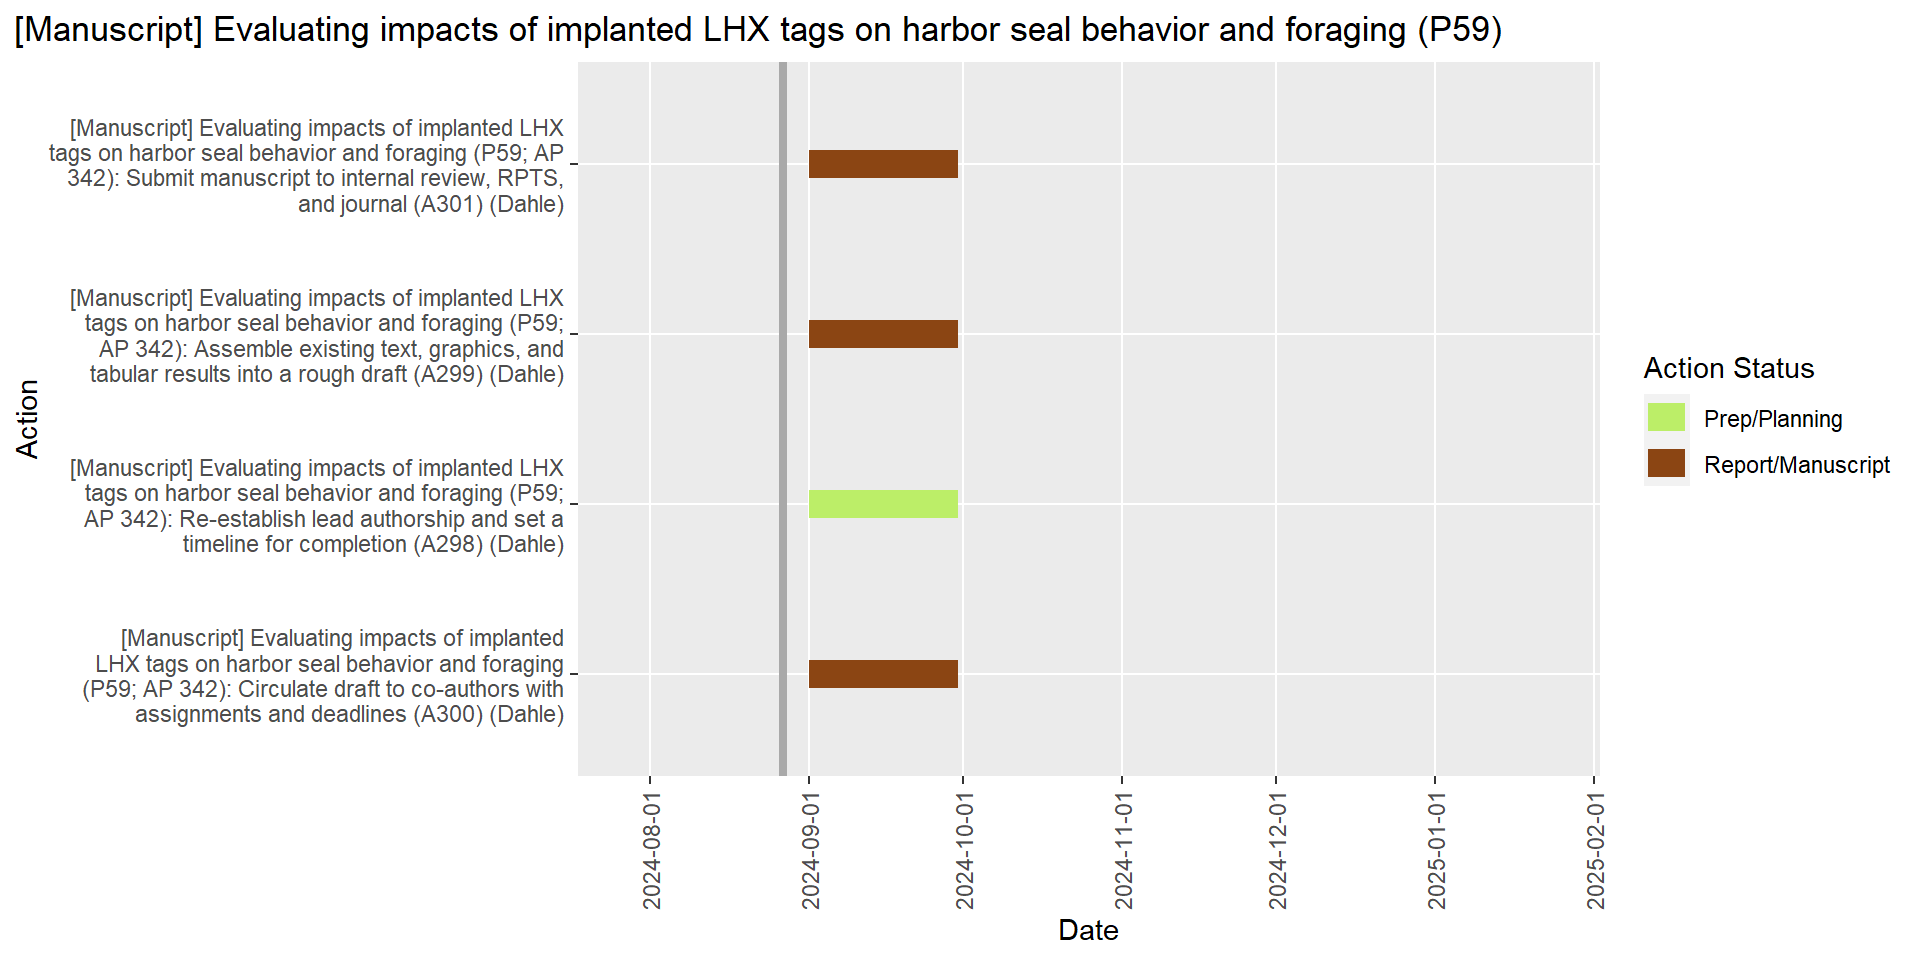 [Manuscript] Evaluating impacts of implanted LHX tags on harbor seal behavior and foraging (P59)
[Manuscript] Evaluating impacts of implanted LHX
tags on harbor seal behavior and foraging (P59; AP
342): Submit manuscript to internal review, RPTS,
and journal (A301) (Dahle)
[Manuscript] Evaluating impacts of implanted LHX
tags on harbor seal behavior and foraging (P59;
AP 342): Assemble existing text, graphics, and
tabular results into a rough draft (A299) (Dahle)
[Manuscript] Evaluating impacts of implanted LHX
tags on harbor seal behavior and foraging (P59;
AP 342): Re-establish lead authorship and set a
timeline for completion (A298) (Dahle)
[Manuscript] Evaluating impacts of implanted
LHX tags on harbor seal behavior and foraging
(P59; AP 342): Circulate draft to co-authors with
assignments and deadlines (A300) (Dahle)
Action
2024-08-01
2024-09-01
2024-10-01
2024-11-01
2024-12-01
2025-01-01
2025-02-01
Date
Action Status
Prep/Planning
Report/Manuscript